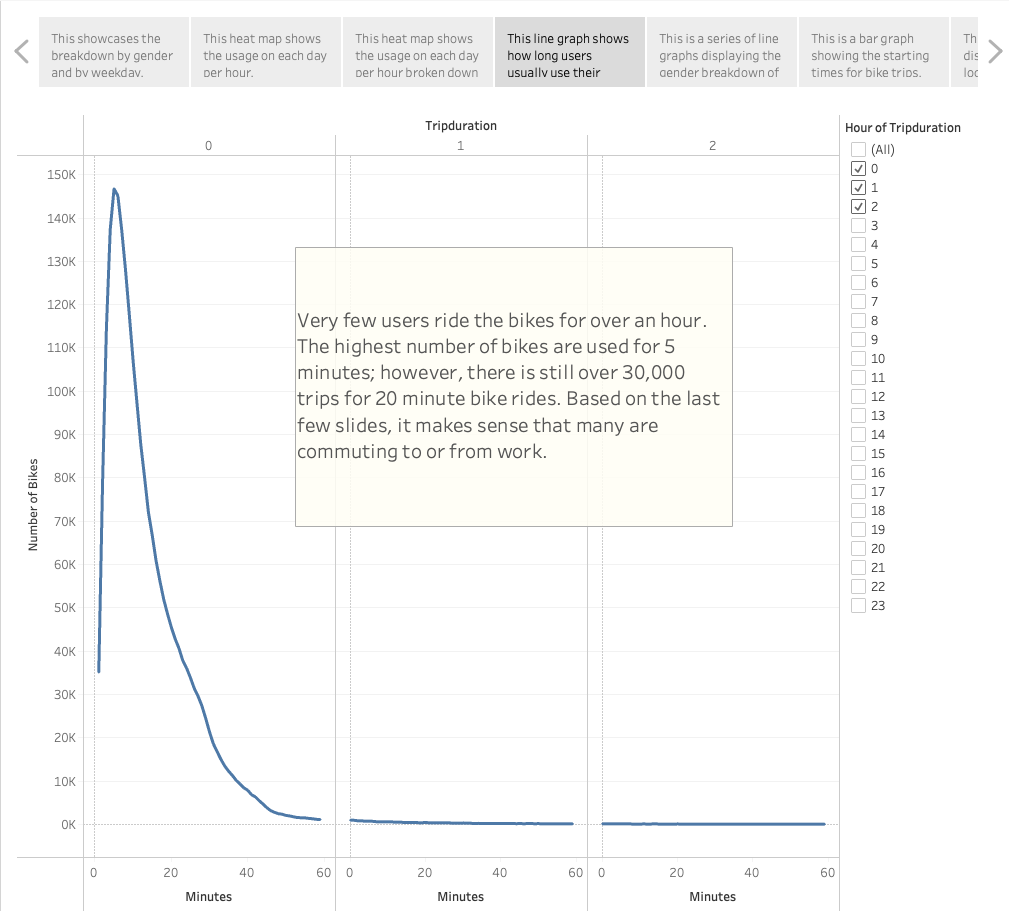 This showcases the
breakdown by gender
and by weekday.
This heat map shows
the usage on each day
per hour.
This heat map shows
the usage on each day
per hour broken down
This line graph shows
how long users
usually use their
This is a series of line
graphs displaying the
gender breakdown of
This is a bar graph
showing the starting
times for bike trips.
Th
dis
loc
Tripduration
0
1
2
150K
140K
130K
120K
110K
100K
90K
80K
70K
60K
50K
40K
30K
20K
10K
0K
Number of Bikes
Very few users ride the bikes for over an hour.
The highest number of bikes are used for 5
minutes; however, there is still over 30,000
trips for 20 minute bike rides. Based on the last
few slides, it makes sense that many are
commuting to or from work.
0 20 40 60
0 20 40 60
0 20 40 60
Minutes
Minutes
Minutes
Hour of Tripduration
(All)
0
1
2
3
4
5
6
7
8
9
10
11
12
13
14
15
16
17
18
19
20
21
22
23